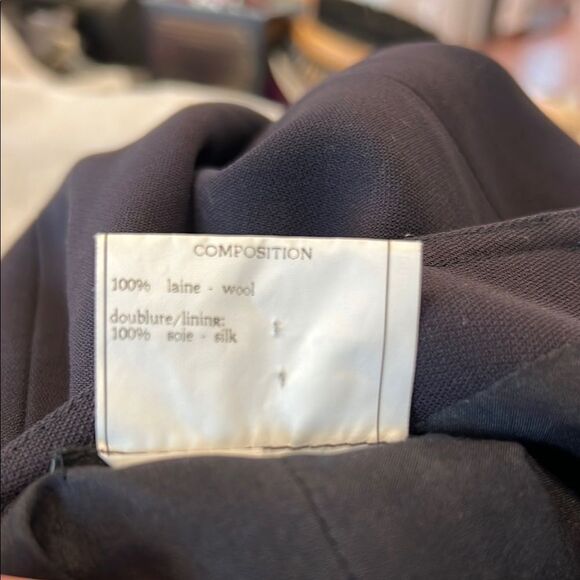 COMPOSITION
100% laine - wool
doublure/lining:
100% soie - silk